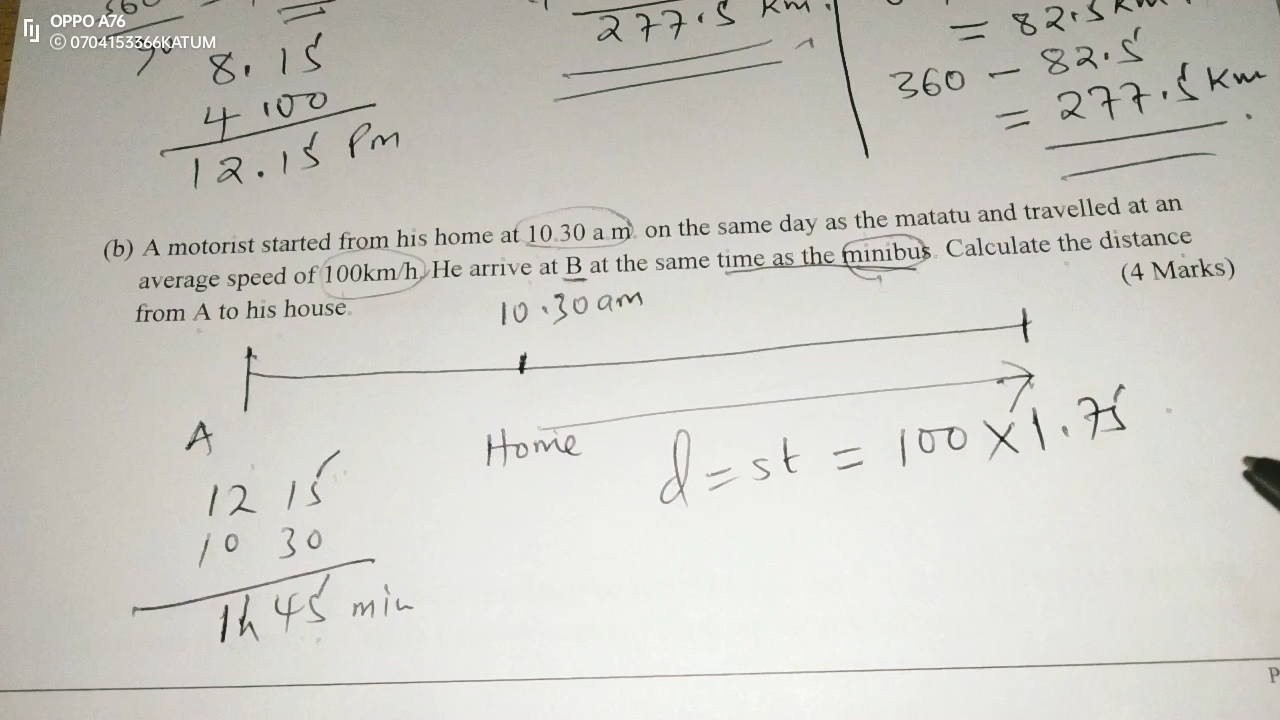 OPPO A76
© 0704153366KATUM
360
8.15
4 00
12.15 Pm
277.5 km.
= 82.5 km.
360 - 82.5
= 277.5 Km.
(b) A motorist started from his home at 10.30 a m on the same day as the matatu and travelled at an
average speed of 100km/h. He arrive at B at the same time as the minibus. Calculate the distance
from A to his house. (4 Marks)
10.30 am
A
Home
d = st = 100 X 1.75
12 15
10 30
1h 45 min
P